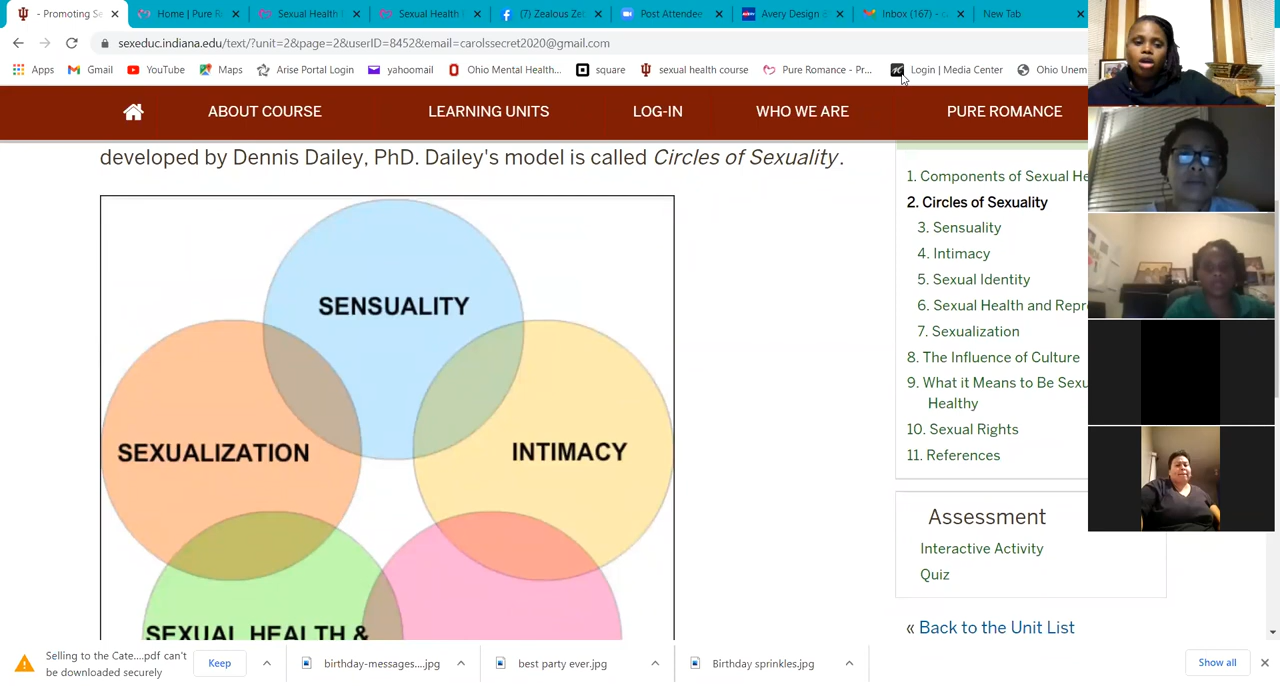 - Promoting Se
Home | Pure R
Sexual Health
Sexual Health
(7) Zealous Ze
Post Attendee
Avery Design
Inbox (167) - c
New Tab
sexeduc.indiana.edu/text/?unit=2&page=2&userID=8452&email=carolssecret2020@gmail.com
Apps
Gmail
YouTube
Maps
Arise Portal Login
yahoomail
Ohio Mental Health...
square
sexual health course
Pure Romance - Pr...
Login | Media Center
Ohio Unem
ABOUT COURSE
LEARNING UNITS
LOG-IN
WHO WE ARE
PURE ROMANCE
developed by Dennis Dailey, PhD. Dailey's model is called Circles of Sexuality.
SENSUALITY
SEXUALIZATION
INTIMACY
SEXUAL HEALTH &
1. Components of Sexual He
2. Circles of Sexuality
3. Sensuality
4. Intimacy
5. Sexual Identity
6. Sexual Health and Repr
7. Sexualization
8. The Influence of Culture
9. What it Means to Be Sexu
Healthy
10. Sexual Rights
11. References
Assessment
Interactive Activity
Quiz
« Back to the Unit List
Selling to the Cate....pdf can't
be downloaded securely
Keep
birthday-messages....jpg
best party ever.jpg
Birthday sprinkles.jpg
Show all